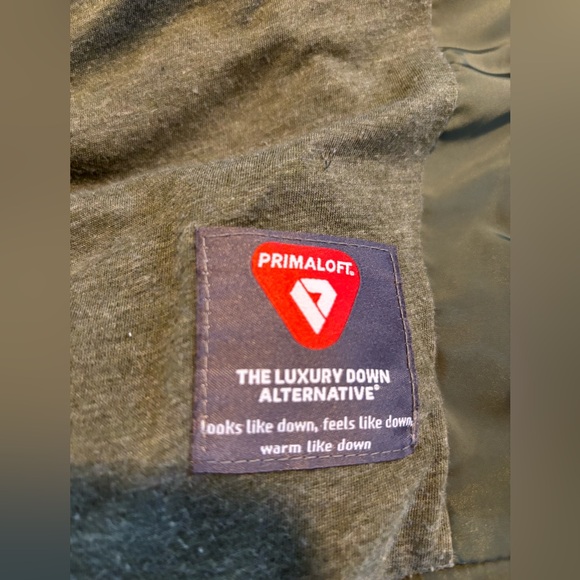 PRIMALOFT®
THE LUXURY DOWN
ALTERNATIVE®
looks like down, feels like down,
warm like down